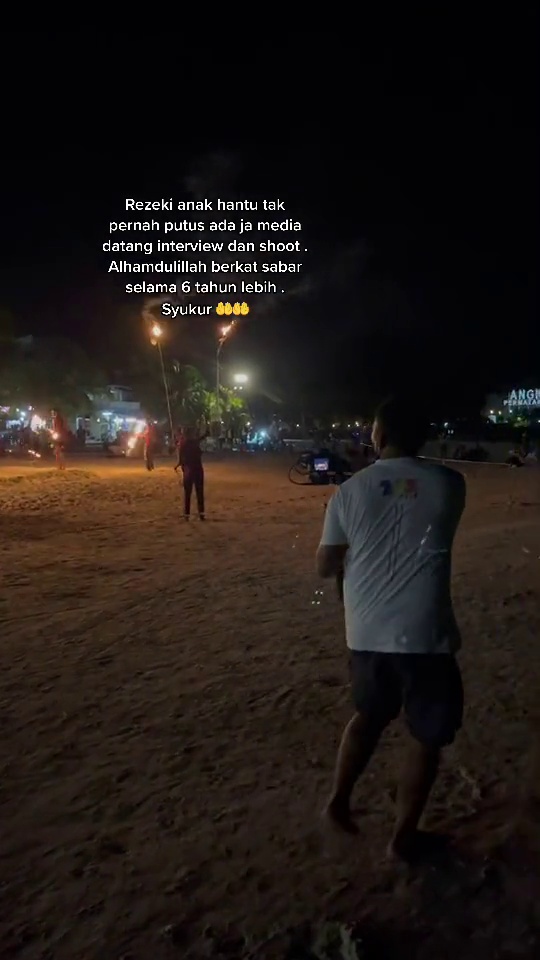 Rezeki anak hantu tak
pernah putus ada ja media
datang interview dan shoot .
Alhamdulillah berkat sabar
selama 6 tahun lebih .
Syukur 🤲🤲